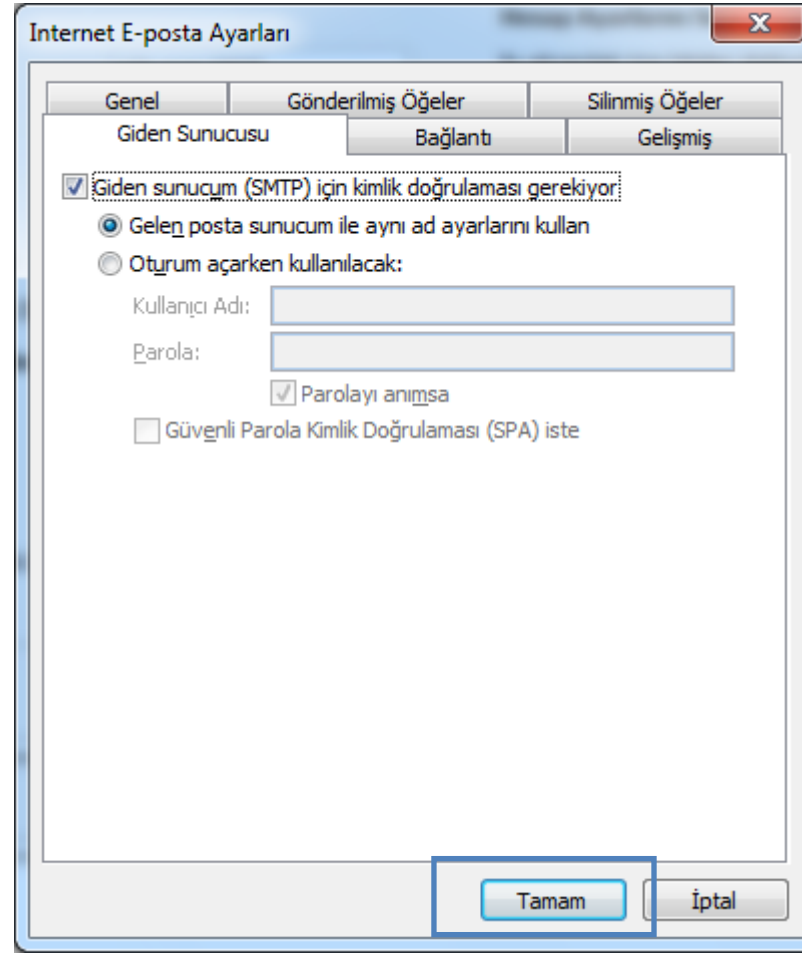 Internet E-posta Ayarları
Genel Gönderilmiş Öğeler Silinmiş Öğeler
Giden Sunucusu Bağlantı Gelişmiş
Giden sunucum (SMTP) için kimlik doğrulaması gerekiyor
Gelen posta sunucum ile aynı ad ayarlarını kullan
Oturum açarken kullanılacak:
Kullanıcı Adı:
Parola:
Parolayı anımsa
Güvenli Parola Kimlik Doğrulaması (SPA) iste
Tamam İptal